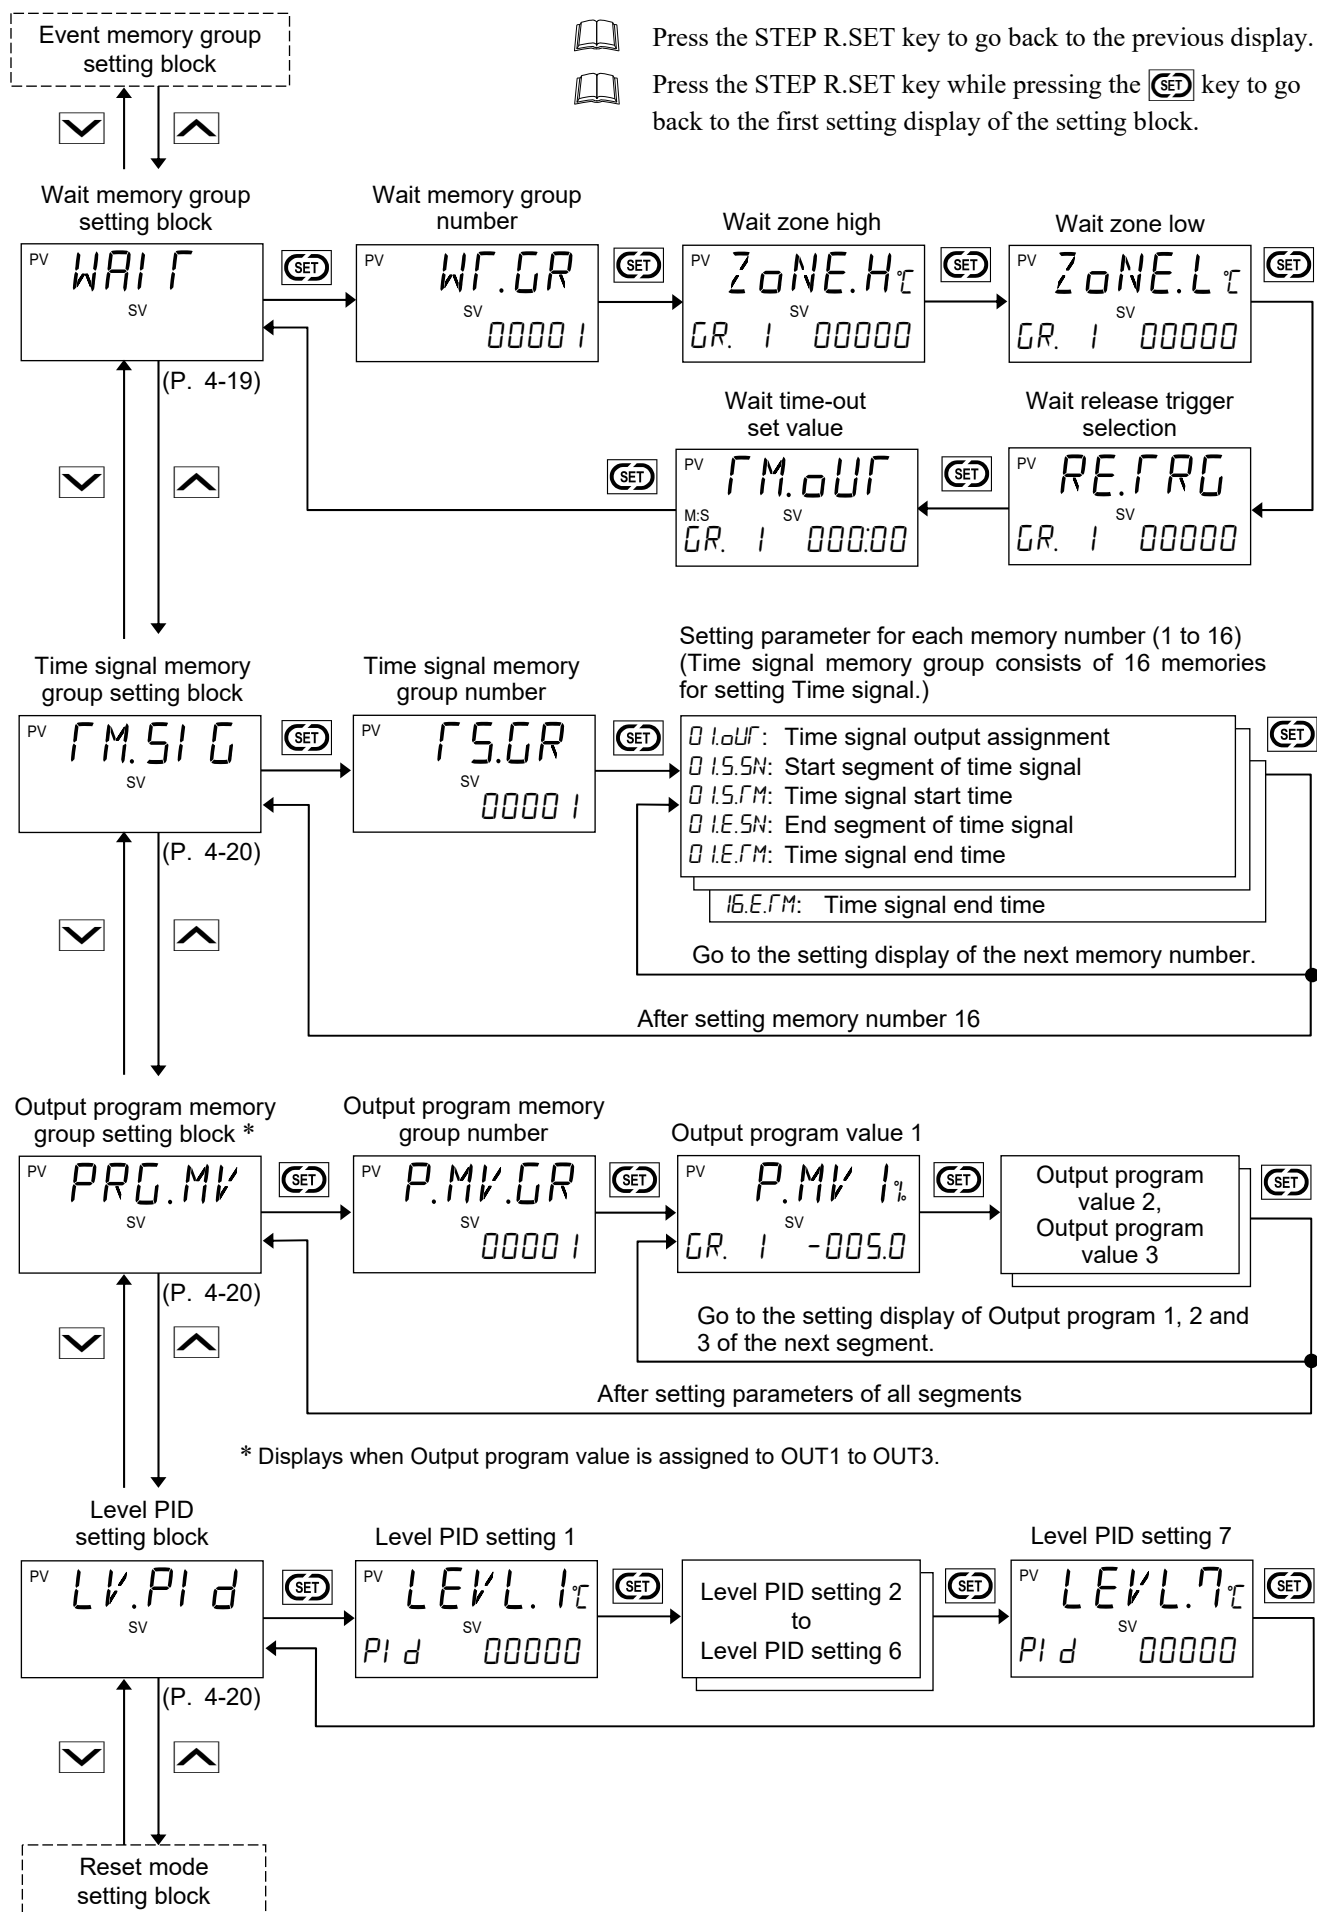 Event memory group
setting block
Press the STEP R.SET key to go back to the previous display.
Press the STEP R.SET key while pressing the SET key to go
back to the first setting display of the setting block.
Wait memory group
setting block
PV WAIT
SV
SET
Wait memory group
number
PV WT.GR
SV
00001
SET
Wait zone high
PV ZoNE.H℃
SV
GR. 1 00000
SET
Wait zone low
PV ZoNE.L℃
SV
GR. 1 00000
SET
(P. 4-19)
Wait release trigger
selection
PV RE.TRG
SV
GR. 1 00000
SET
Wait time-out
set value
PV TM.oUT
M:S SV
GR. 1 000:00
SET
Time signal memory
group setting block
PV TM.SIG
SV
SET
(P. 4-20)
Time signal memory
group number
PV TS.GR
SV
00001
SET
Setting parameter for each memory number (1 to 16)
(Time signal memory group consists of 16 memories
for setting Time signal.)
01.oUT: Time signal output assignment
01.S.SN: Start segment of time signal
01.S.TM: Time signal start time
01.E.SN: End segment of time signal
01.E.TM: Time signal end time
16.E.TM: Time signal end time
SET
Go to the setting display of the next memory number.
After setting memory number 16
Output program memory
group setting block *
PV PRG.MV
SV
SET
(P. 4-20)
Output program memory
group number
PV P.MV.GR
SV
00001
SET
Output program value 1
PV P.MV 1%
SV
GR. 1 -005.0
SET
Output program
value 2,
Output program
value 3
SET
Go to the setting display of Output program 1, 2 and
3 of the next segment.
After setting parameters of all segments
* Displays when Output program value is assigned to OUT1 to OUT3.
Level PID
setting block
PV LV.PId
SV
SET
(P. 4-20)
Level PID setting 1
PV LEVL.1℃
SV
PId 00000
SET
Level PID setting 2
to
Level PID setting 6
SET
Level PID setting 7
PV LEVL.7℃
SV
PId 00000
SET
Reset mode
setting block